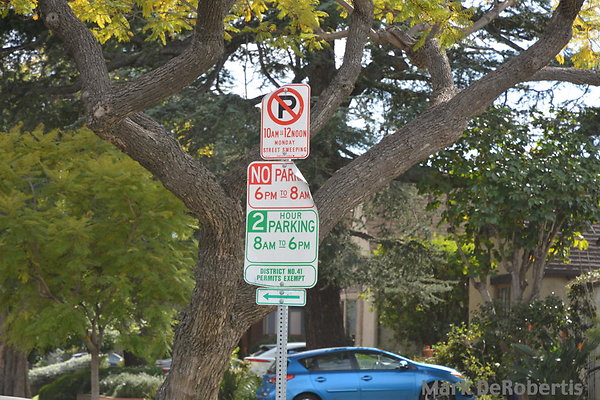 P
10AM TO 12NOON
MONDAY
STREET SWEEPING
NO PARK
6PM TO 8AM
2 HOUR
PARKING
8AM TO 6PM
DISTRICT NO.41
PERMITS EXEMPT
Mark DeRobertis